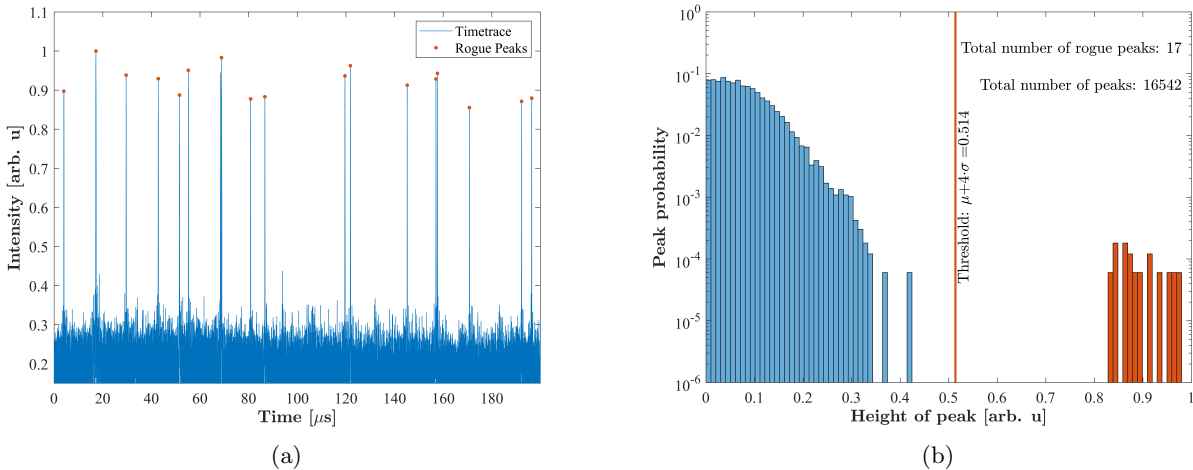 1.1
1
0.9
0.8
0.7
0.6
0.5
0.4
0.3
0.2
Intensity [arb. u]
Timetrace
Rogue Peaks
0 20 40 60 80 100 120 140 160 180
Time [μs]
(a)
10⁰
10⁻¹
10⁻²
10⁻³
10⁻⁴
10⁻⁵
10⁻⁶
Peak probability
Total number of rogue peaks: 17
Total number of peaks: 16542
Threshold: μ+4·σ =0.514
0 0.1 0.2 0.3 0.4 0.5 0.6 0.7 0.8 0.9 1
Height of peak [arb. u]
(b)